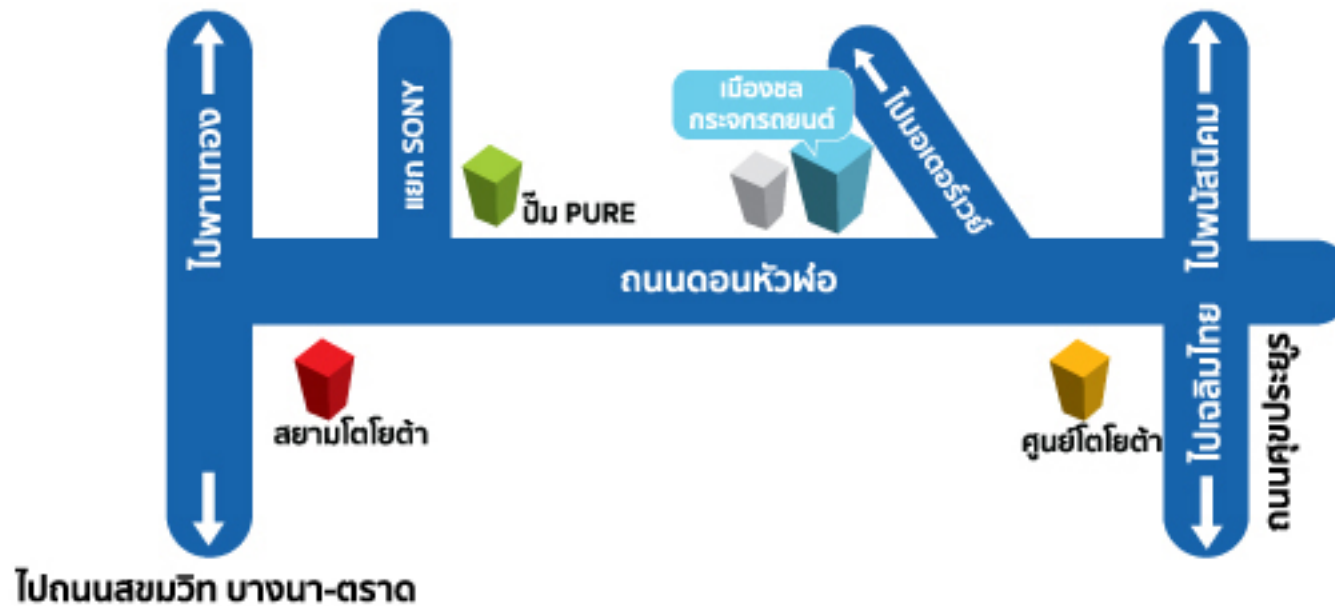 เมืองชล
กระจกรถยนต์
ไปพานทอง
แยก SONY
ปั๊ม PURE
ไปมอเตอร์เวย์
ไปพนัสนิคม
ถนนดอนหัวฬ่อ
สยามโตโยต้า
ศูนย์โตโยต้า
ไปเฉลิมไทย
ถนนศุขประยูร
ไปถนนสุขมวิท บางนา-ตราด